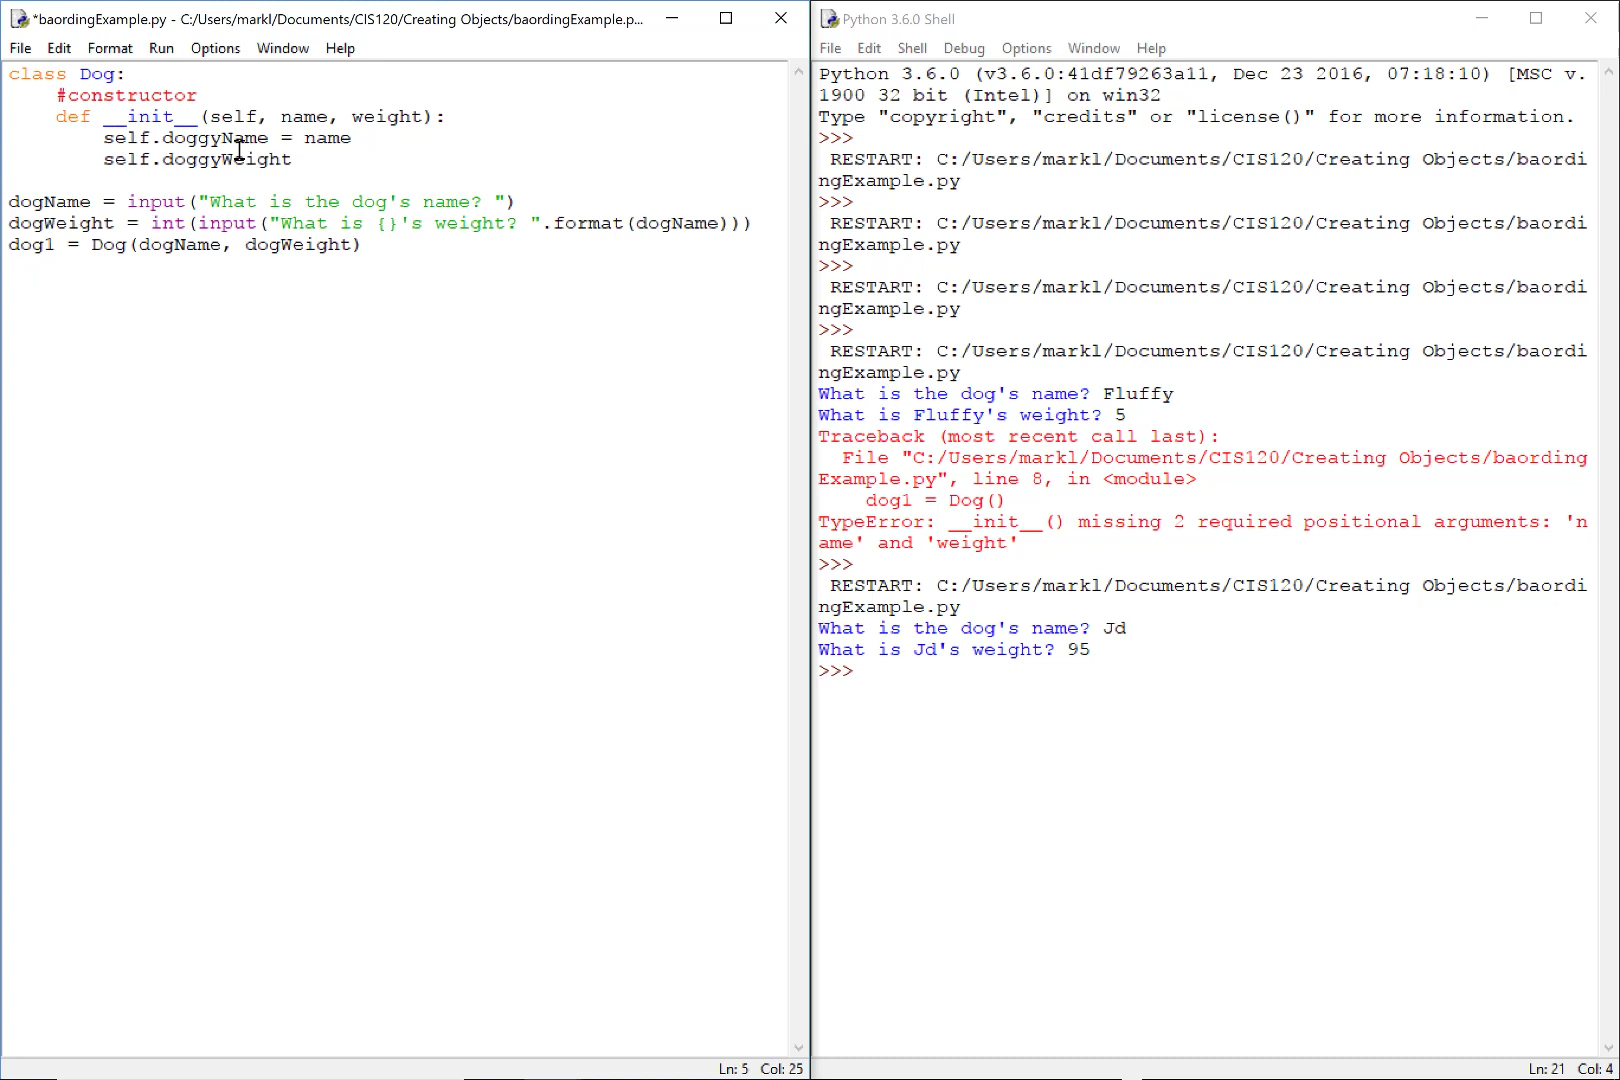 *baordingExample.py - C:/Users/markl/Documents/CIS120/Creating Objects/baordingExample.p...
File Edit Format Run Options Window Help
class Dog:
    #constructor
    def __init__(self, name, weight):
        self.doggyName = name
        self.doggyWeight

dogName = input("What is the dog's name? ")
dogWeight = int(input("What is {}'s weight? ".format(dogName)))
dog1 = Dog(dogName, dogWeight)
Ln: 5 Col: 25
Python 3.6.0 Shell
File Edit Shell Debug Options Window Help
Python 3.6.0 (v3.6.0:41df79263a11, Dec 23 2016, 07:18:10) [MSC v.
1900 32 bit (Intel)] on win32
Type "copyright", "credits" or "license()" for more information.
>>>
 RESTART: C:/Users/markl/Documents/CIS120/Creating Objects/baordi
ngExample.py
>>>
 RESTART: C:/Users/markl/Documents/CIS120/Creating Objects/baordi
ngExample.py
>>>
 RESTART: C:/Users/markl/Documents/CIS120/Creating Objects/baordi
ngExample.py
>>>
 RESTART: C:/Users/markl/Documents/CIS120/Creating Objects/baordi
ngExample.py
What is the dog's name? Fluffy
What is Fluffy's weight? 5
Traceback (most recent call last):
  File "C:/Users/markl/Documents/CIS120/Creating Objects/baording
Example.py", line 8, in <module>
    dog1 = Dog()
TypeError: __init__() missing 2 required positional arguments: 'n
ame' and 'weight'
>>>
 RESTART: C:/Users/markl/Documents/CIS120/Creating Objects/baordi
ngExample.py
What is the dog's name? Jd
What is Jd's weight? 95
>>>
Ln: 21 Col: 4